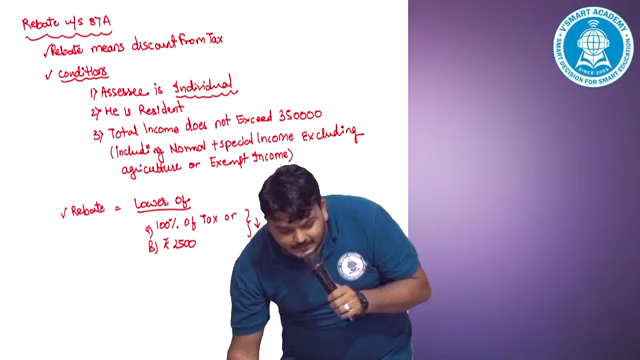 Rebate u/s 87A
✓Rebate means discount from Tax
✓ Conditions
1) Assessee is Individual
2) He is Resident
3) Total Income does not Exceed 350000
(Including Normal + special Income Excluding
agriculture or Exempt Income)
✓ Rebate = Lower Of
a) 100% Of Tax or
B) ₹ 2500
V'SMART ACADEMY
SINCE-2005
SMART DECISION FOR SMART EDUCATION